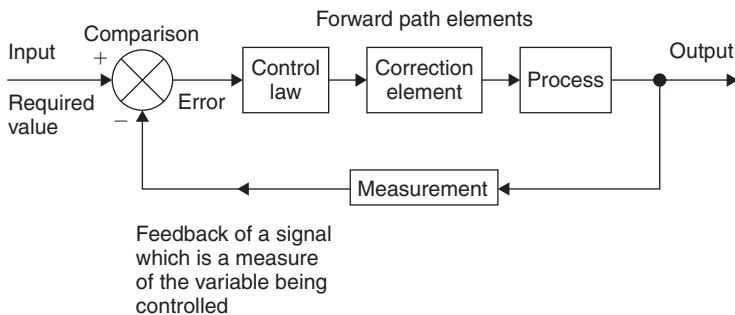 Forward path elements
Comparison
Input
+
Required
value
−
Error
Control
law
Correction
element
Process
Output
Measurement
Feedback of a signal
which is a measure
of the variable being
controlled